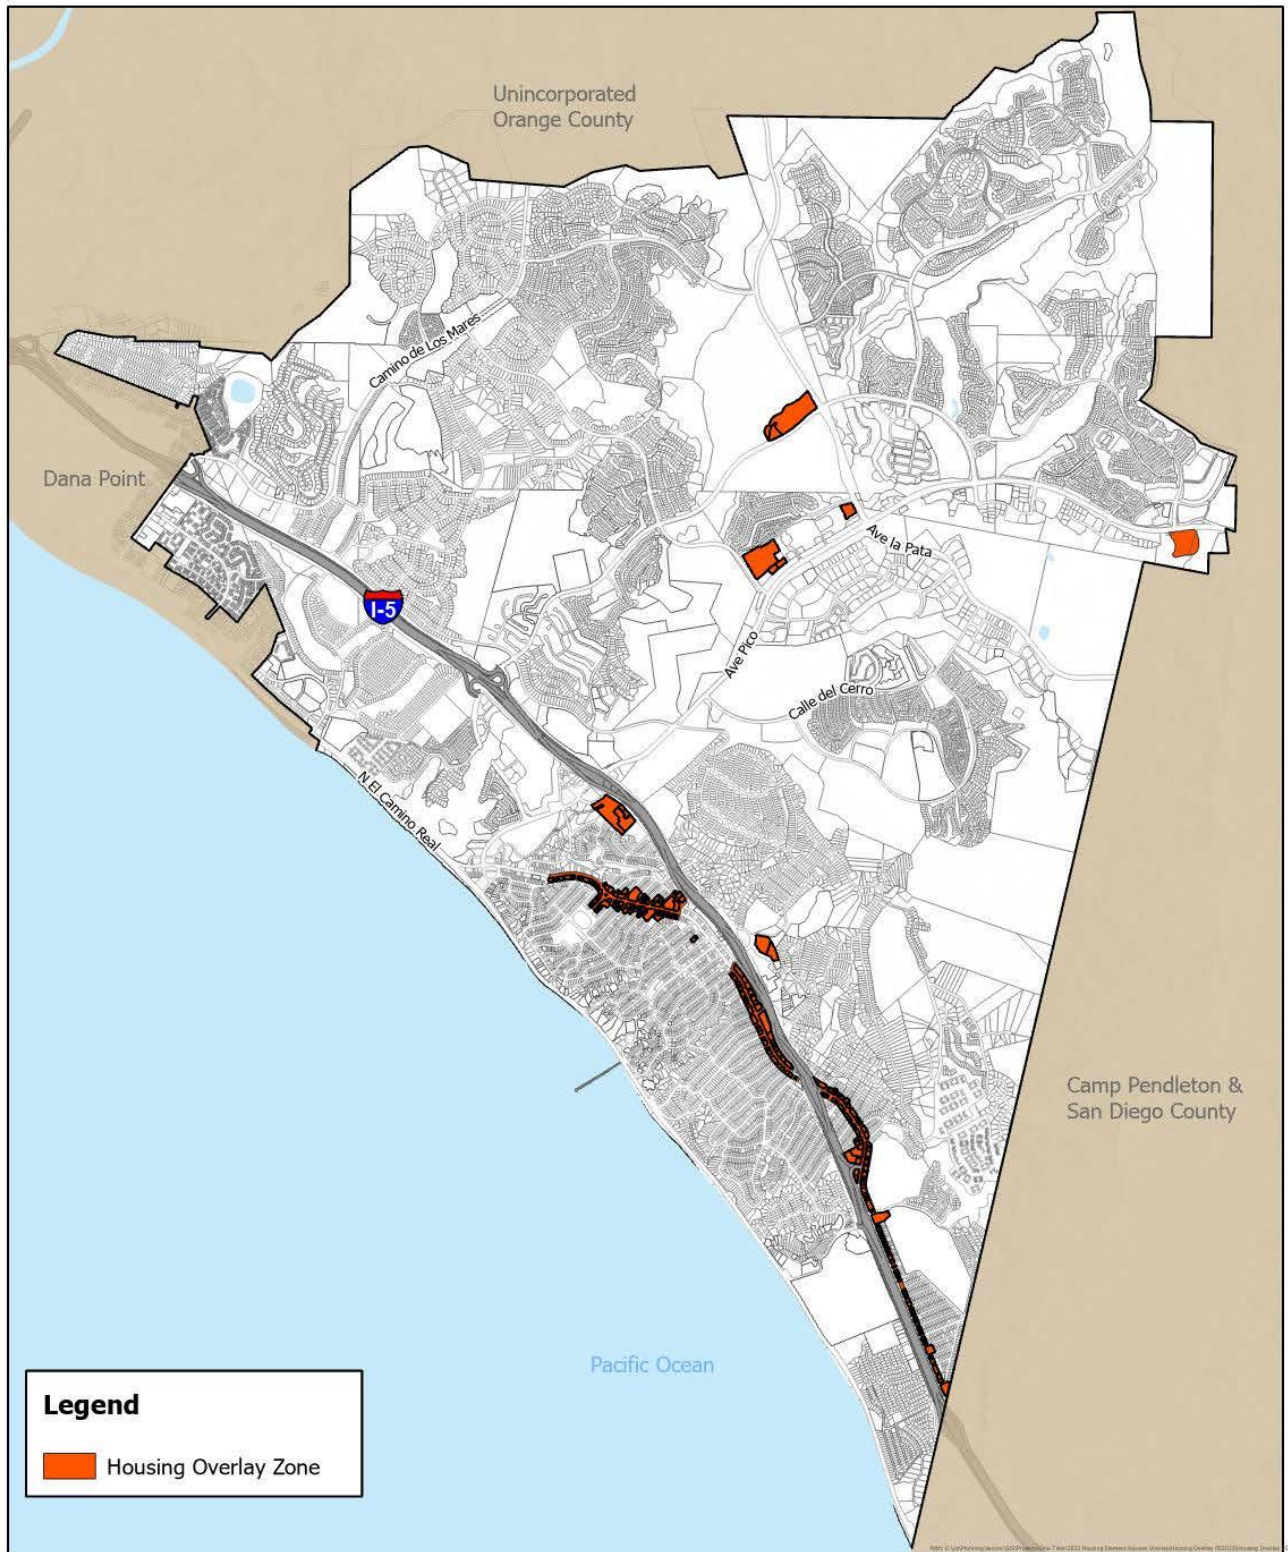 Unincorporated
Orange County
Camino de Los Mares
Dana Point
Ave la Pata
I-5
Ave Pico
Calle del Cerro
N El Camino Real
Camp Pendleton &
San Diego County
Pacific Ocean
Legend
Housing Overlay Zone